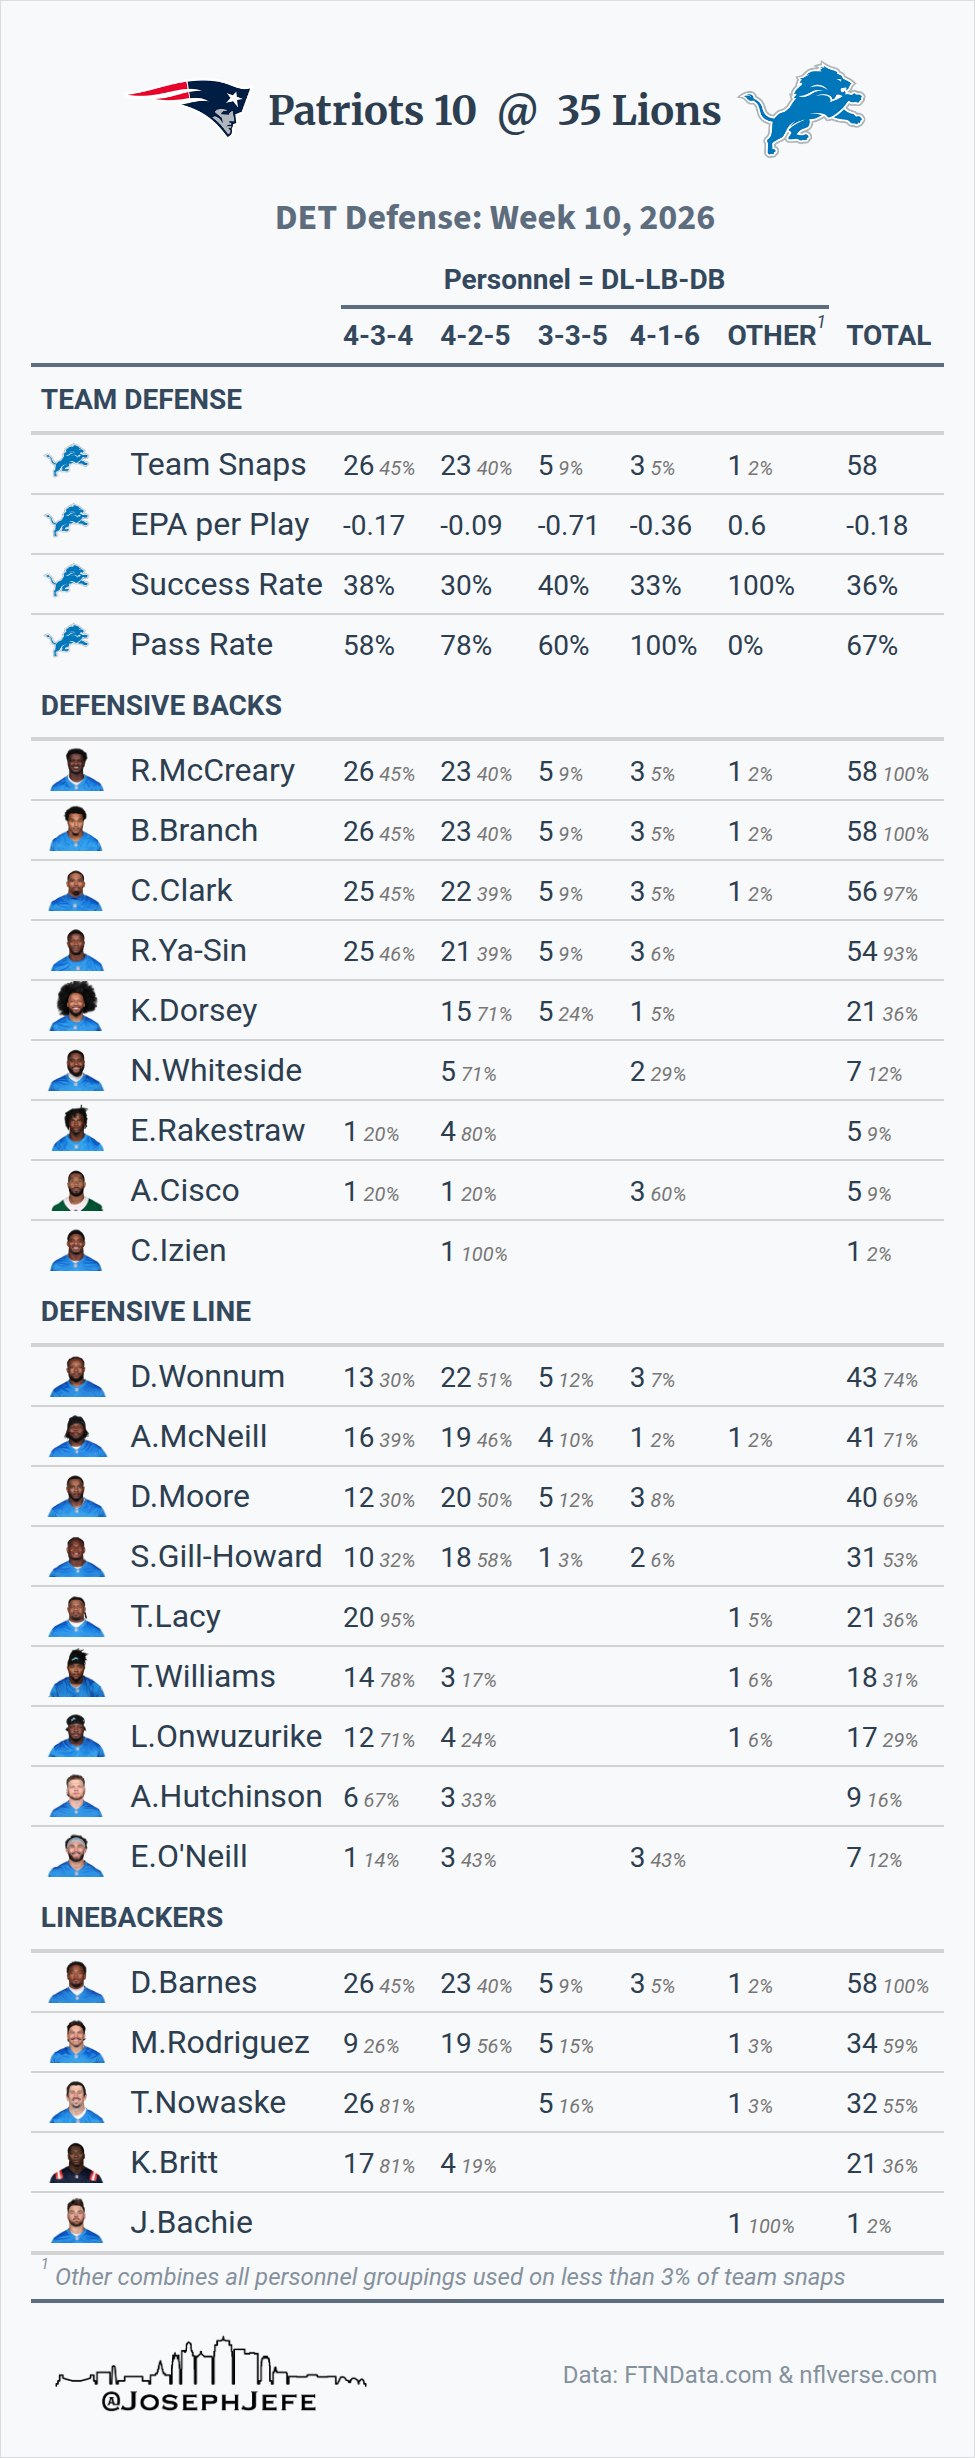 Patriots 10 @ 35 Lions
DET Defense: Week 10, 2026
Personnel = DL-LB-DB
4-3-4 4-2-5 3-3-5 4-1-6 OTHER1 TOTAL
TEAM DEFENSE
Team Snaps 26 45% 23 40% 5 9% 3 5% 1 2% 58
EPA per Play -0.17 -0.09 -0.71 -0.36 0.6 -0.18
Success Rate 38% 30% 40% 33% 100% 36%
Pass Rate 58% 78% 60% 100% 0% 67%
DEFENSIVE BACKS
R.McCreary 26 45% 23 40% 5 9% 3 5% 1 2% 58 100%
B.Branch 26 45% 23 40% 5 9% 3 5% 1 2% 58 100%
C.Clark 25 45% 22 39% 5 9% 3 5% 1 2% 56 97%
R.Ya-Sin 25 46% 21 39% 5 9% 3 6% 54 93%
K.Dorsey 15 71% 5 24% 1 5% 21 36%
N.Whiteside 5 71% 2 29% 7 12%
E.Rakestraw 1 20% 4 80% 5 9%
A.Cisco 1 20% 1 20% 3 60% 5 9%
C.Izien 1 100% 1 2%
DEFENSIVE LINE
D.Wonnum 13 30% 22 51% 5 12% 3 7% 43 74%
A.McNeill 16 39% 19 46% 4 10% 1 2% 1 2% 41 71%
D.Moore 12 30% 20 50% 5 12% 3 8% 40 69%
S.Gill-Howard 10 32% 18 58% 1 3% 2 6% 31 53%
T.Lacy 20 95% 1 5% 21 36%
T.Williams 14 78% 3 17% 1 6% 18 31%
L.Onwuzurike 12 71% 4 24% 1 6% 17 29%
A.Hutchinson 6 67% 3 33% 9 16%
E.O'Neill 1 14% 3 43% 3 43% 7 12%
LINEBACKERS
D.Barnes 26 45% 23 40% 5 9% 3 5% 1 2% 58 100%
M.Rodriguez 9 26% 19 56% 5 15% 1 3% 34 59%
T.Nowaske 26 81% 5 16% 1 3% 32 55%
K.Britt 17 81% 4 19% 21 36%
J.Bachie 1 100% 1 2%
1 Other combines all personnel groupings used on less than 3% of team snaps
@JOSEPHJEFE
Data: FTNData.com & nflverse.com